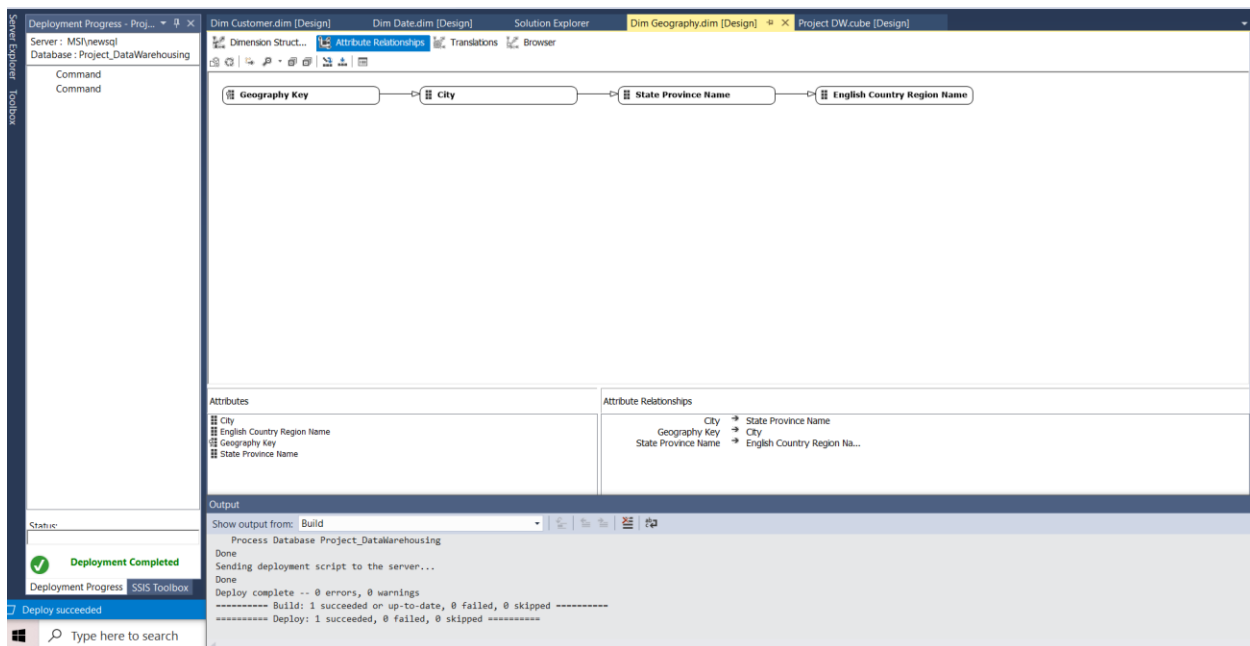 Server Explorer
Toolbox
Deployment Progress - Proj...
Server : MSI\newsql
Database : Project_DataWarehousing
Command
Command
Status:
Deployment Completed
Deployment Progress SSIS Toolbox
Deploy succeeded
Type here to search
Dim Customer.dim [Design] Dim Date.dim [Design] Solution Explorer Dim Geography.dim [Design] Project DW.cube [Design]
Dimension Struct... Attribute Relationships Translations Browser
Geography Key City State Province Name English Country Region Name
Attributes
City
English Country Region Name
Geography Key
State Province Name
Attribute Relationships
City → State Province Name
Geography Key → City
State Province Name → English Country Region Na...
Output
Show output from: Build
Process Database Project_DataWarehousing
Done
Sending deployment script to the server...
Done
Deploy complete -- 0 errors, 0 warnings
========== Build: 1 succeeded or up-to-date, 0 failed, 0 skipped ==========
========== Deploy: 1 succeeded, 0 failed, 0 skipped ==========